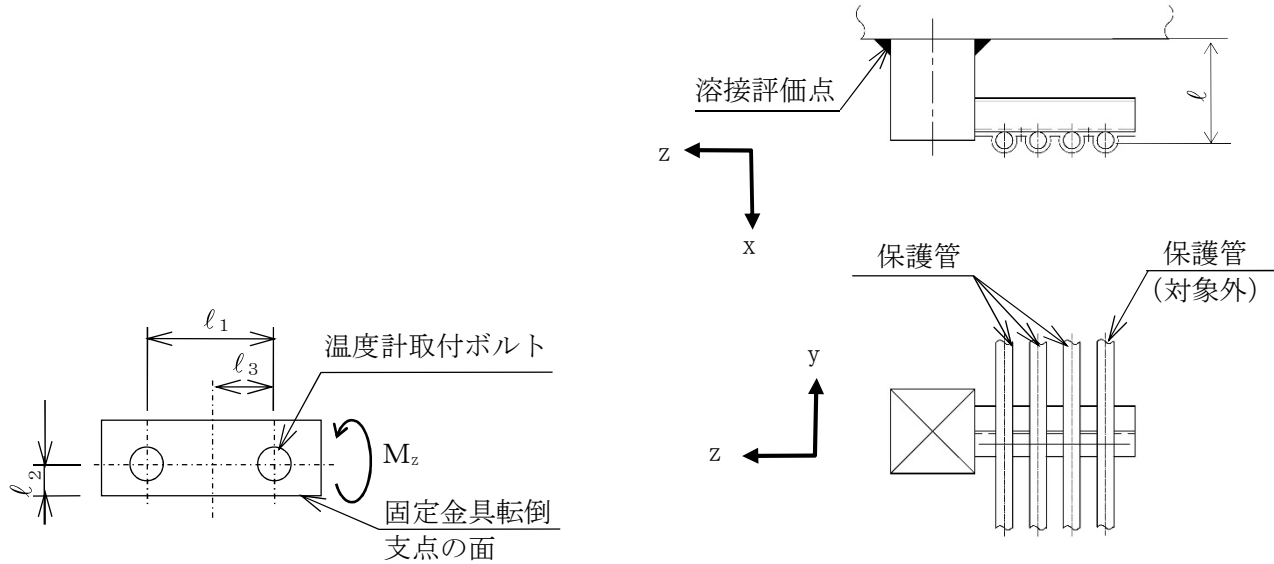 溶接評価点
ℓ
z
x
保護管
保護管
(対象外)
y
z
ℓ1
ℓ3
温度計取付ボルト
ℓ2
Mz
固定金具転倒
支点の面